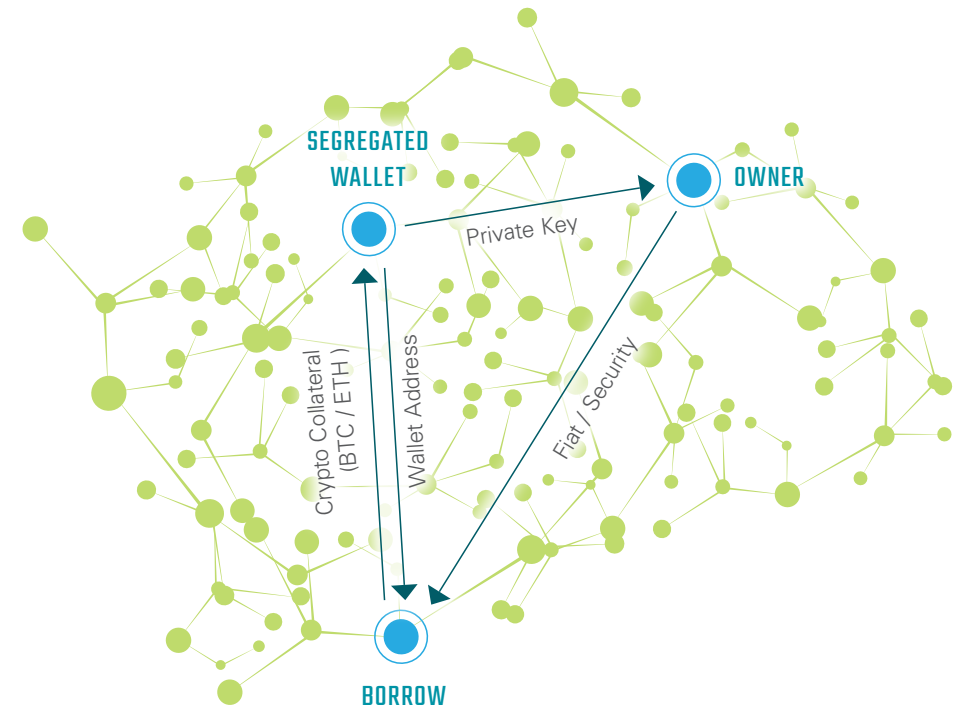 SEGREGATED
WALLET
OWNER
Private Key
Crypto Collateral
(BTC / ETH )
Wallet Address
Fiat / Security
BORROW